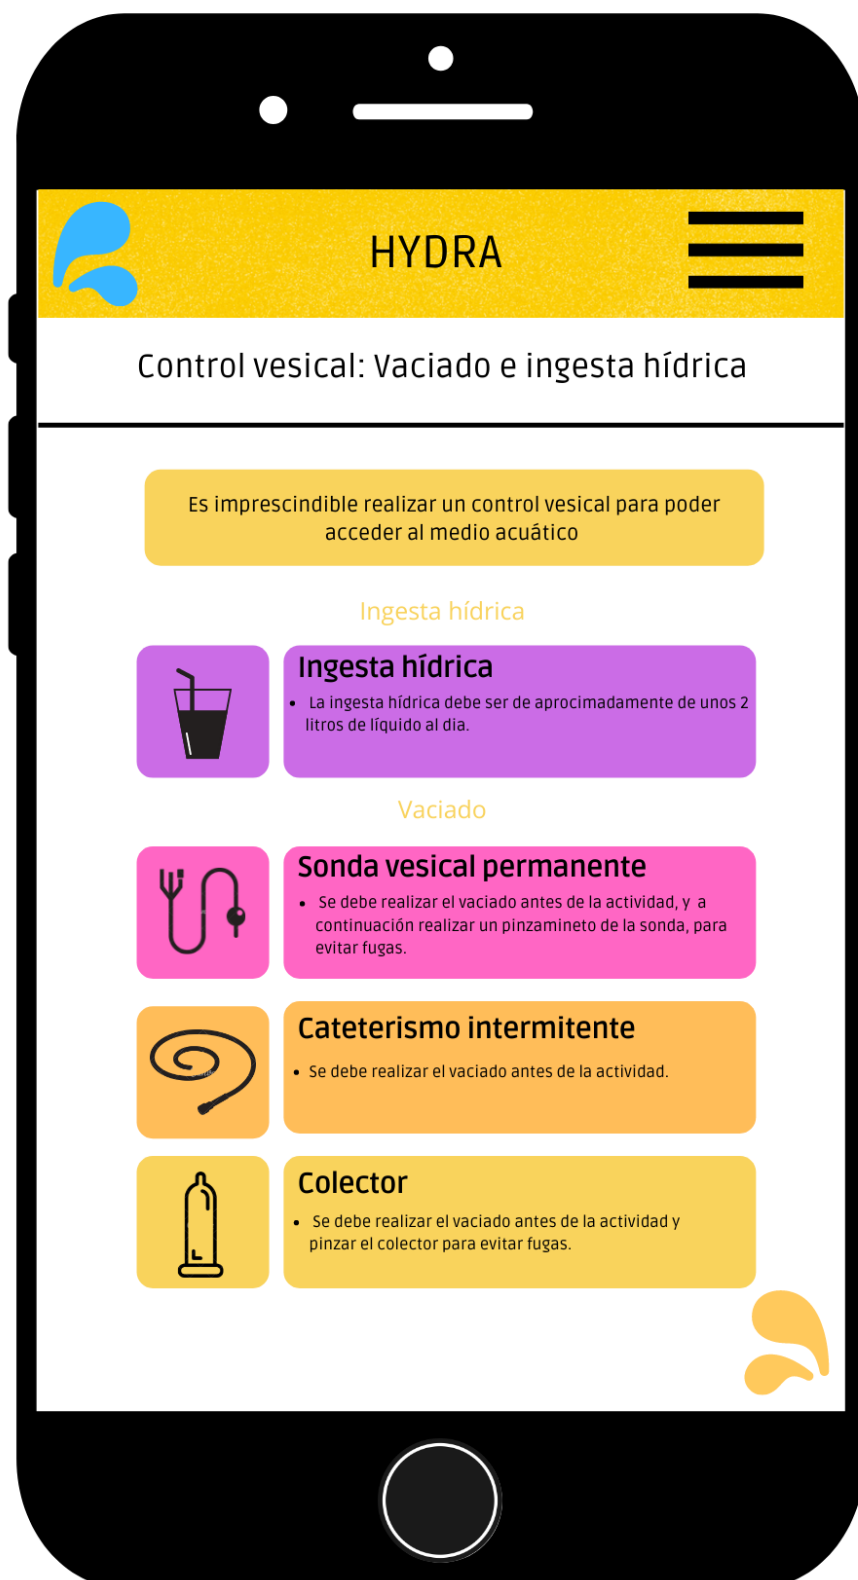 HYDRA
Control vesical: Vaciado e ingesta hídrica
Es imprescindible realizar un control vesical para poder
acceder al medio acuático
Ingesta hídrica
Ingesta hídrica
• La ingesta hídrica debe ser de aprocimadamente de unos 2
litros de líquido al dia.
Vaciado
Sonda vesical permanente
• Se debe realizar el vaciado antes de la actividad, y a
continuación realizar un pinzamineto de la sonda, para
evitar fugas.
Cateterismo intermitente
• Se debe realizar el vaciado antes de la actividad.
Colector
• Se debe realizar el vaciado antes de la actividad y
pinzar el colector para evitar fugas.